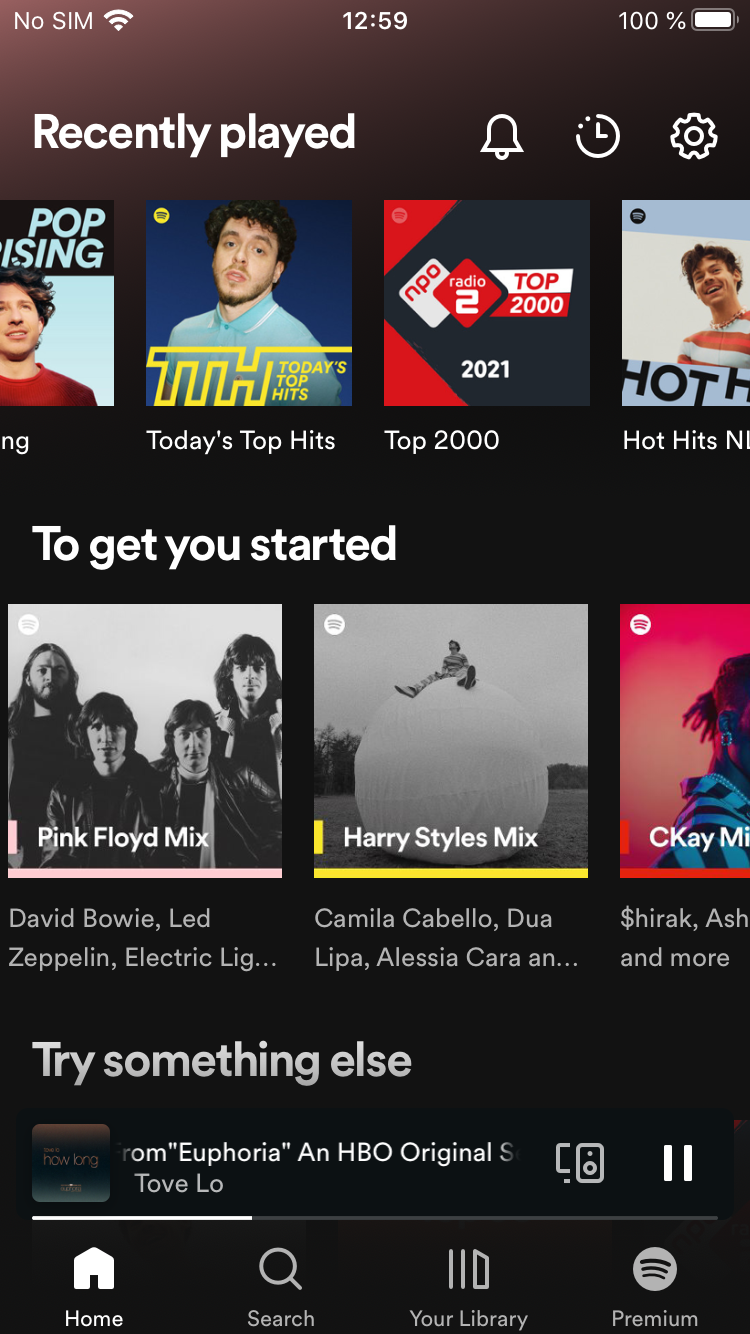 No SIM 12:59 100 %
Recently played
POP
ISING
TTH TODAY'S
TOP
HITS
npo radio 2 TOP
2000
2021
HOT H
ng Today's Top Hits Top 2000 Hot Hits NL
To get you started
Pink Floyd Mix Harry Styles Mix CKay Mi
David Bowie, Led Camila Cabello, Dua $hirak, Ash
Zeppelin, Electric Lig... Lipa, Alessia Cara an... and more
Try something else
how long
From"Euphoria" An HBO Original S
Tove Lo
Home Search Your Library Premium